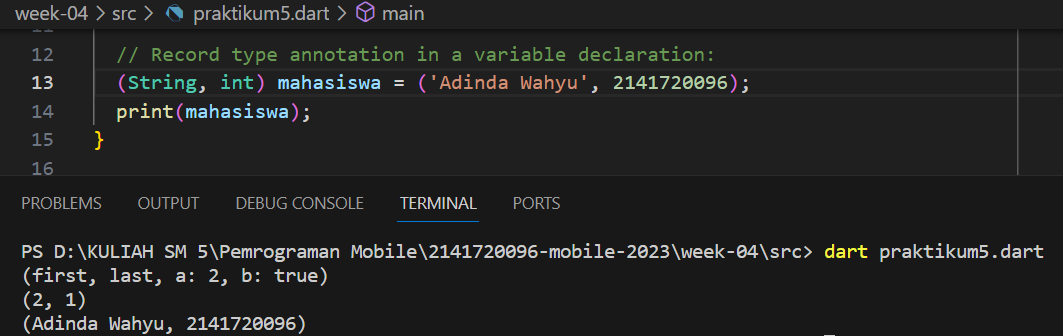 week-04 > src > praktikum5.dart > main
12 // Record type annotation in a variable declaration:
13 (String, int) mahasiswa = ('Adinda Wahyu', 2141720096);
14 print(mahasiswa);
15 }
16
PROBLEMS OUTPUT DEBUG CONSOLE TERMINAL PORTS
PS D:\KULIAH SM 5\Pemrograman Mobile\2141720096-mobile-2023\week-04\src> dart praktikum5.dart
(first, last, a: 2, b: true)
(2, 1)
(Adinda Wahyu, 2141720096)